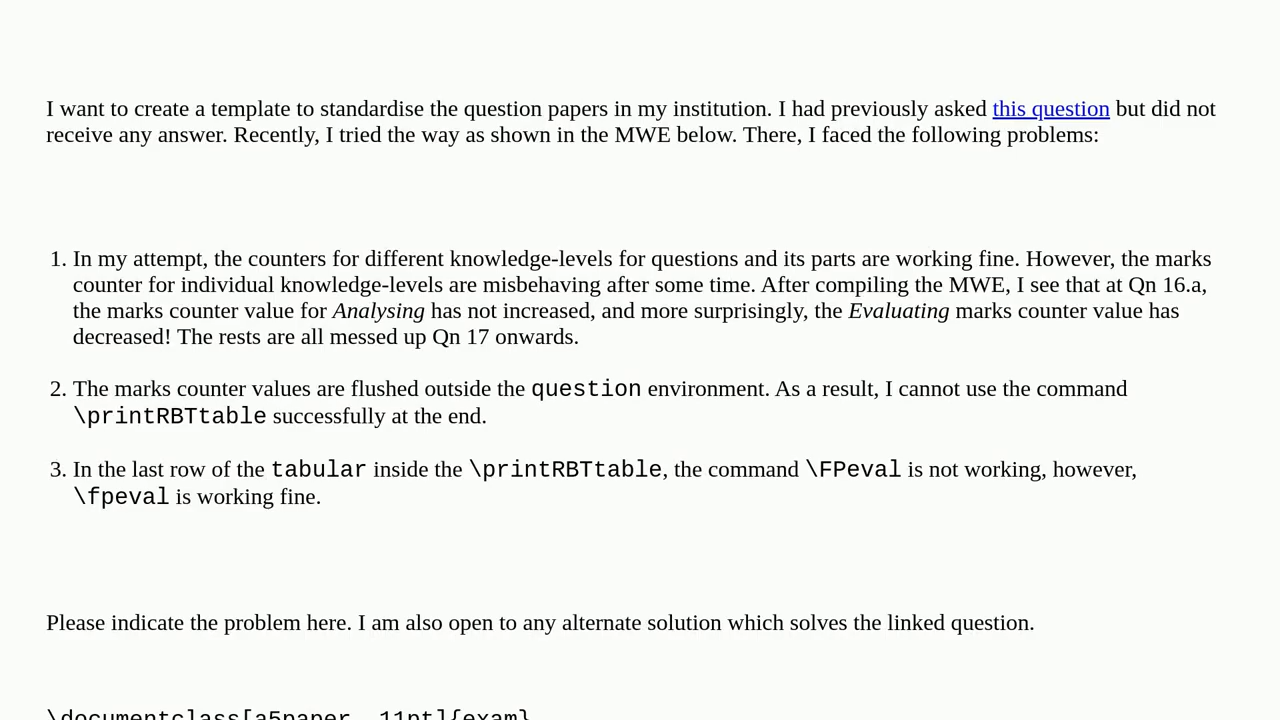 I want to create a template to standardise the question papers in my institution. I had previously asked this question but did not
receive any answer. Recently, I tried the way as shown in the MWE below. There, I faced the following problems:
1. In my attempt, the counters for different knowledge-levels for questions and its parts are working fine. However, the marks
counter for individual knowledge-levels are misbehaving after some time. After compiling the MWE, I see that at Qn 16.a,
the marks counter value for Analysing has not increased, and more surprisingly, the Evaluating marks counter value has
decreased! The rests are all messed up Qn 17 onwards.
2. The marks counter values are flushed outside the question environment. As a result, I cannot use the command
\printRBTtable successfully at the end.
3. In the last row of the tabular inside the \printRBTtable, the command \FPeval is not working, however,
\fpeval is working fine.
Please indicate the problem here. I am also open to any alternate solution which solves the linked question.
\documentclass[a5paper, 11pt]{exam}